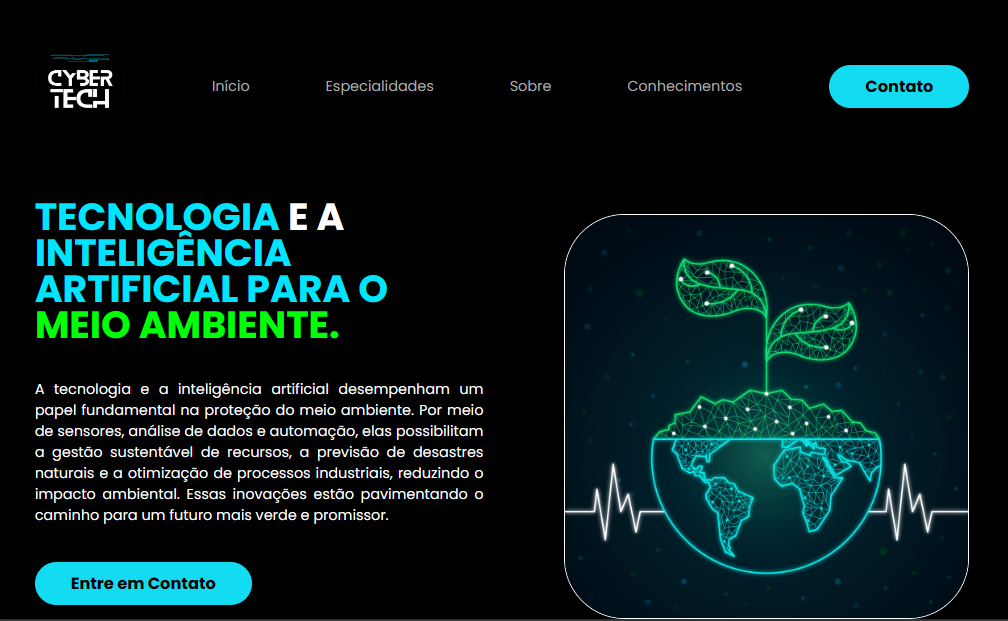 CYBER
TECH
Início
Especialidades
Sobre
Conhecimentos
Contato
TECNOLOGIA E A
INTELIGÊNCIA
ARTIFICIAL PARA O
MEIO AMBIENTE.
A tecnologia e a inteligência artificial desempenham um
papel fundamental na proteção do meio ambiente. Por meio
de sensores, análise de dados e automação, elas possibilitam
a gestão sustentável de recursos, a previsão de desastres
naturais e a otimização de processos industriais, reduzindo o
impacto ambiental. Essas inovações estão pavimentando o
caminho para um futuro mais verde e promissor.
Entre em Contato